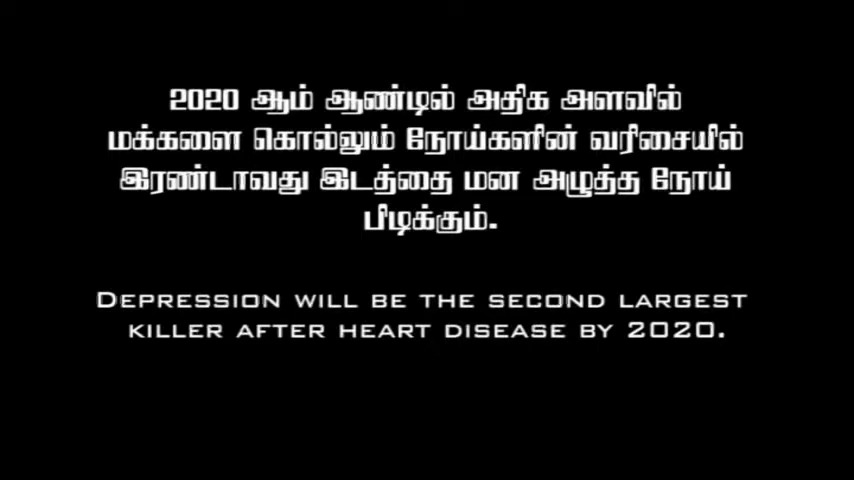 2020 ஆம் ஆண்டில் அதிக அளவில்
மக்களை கொல்லும் நோய்களின் வரிசையில்
இரண்டாவது இடத்தை மன அழுத்த நோய்
பிடிக்கும்.
DEPRESSION WILL BE THE SECOND LARGEST
KILLER AFTER HEART DISEASE BY 2020.